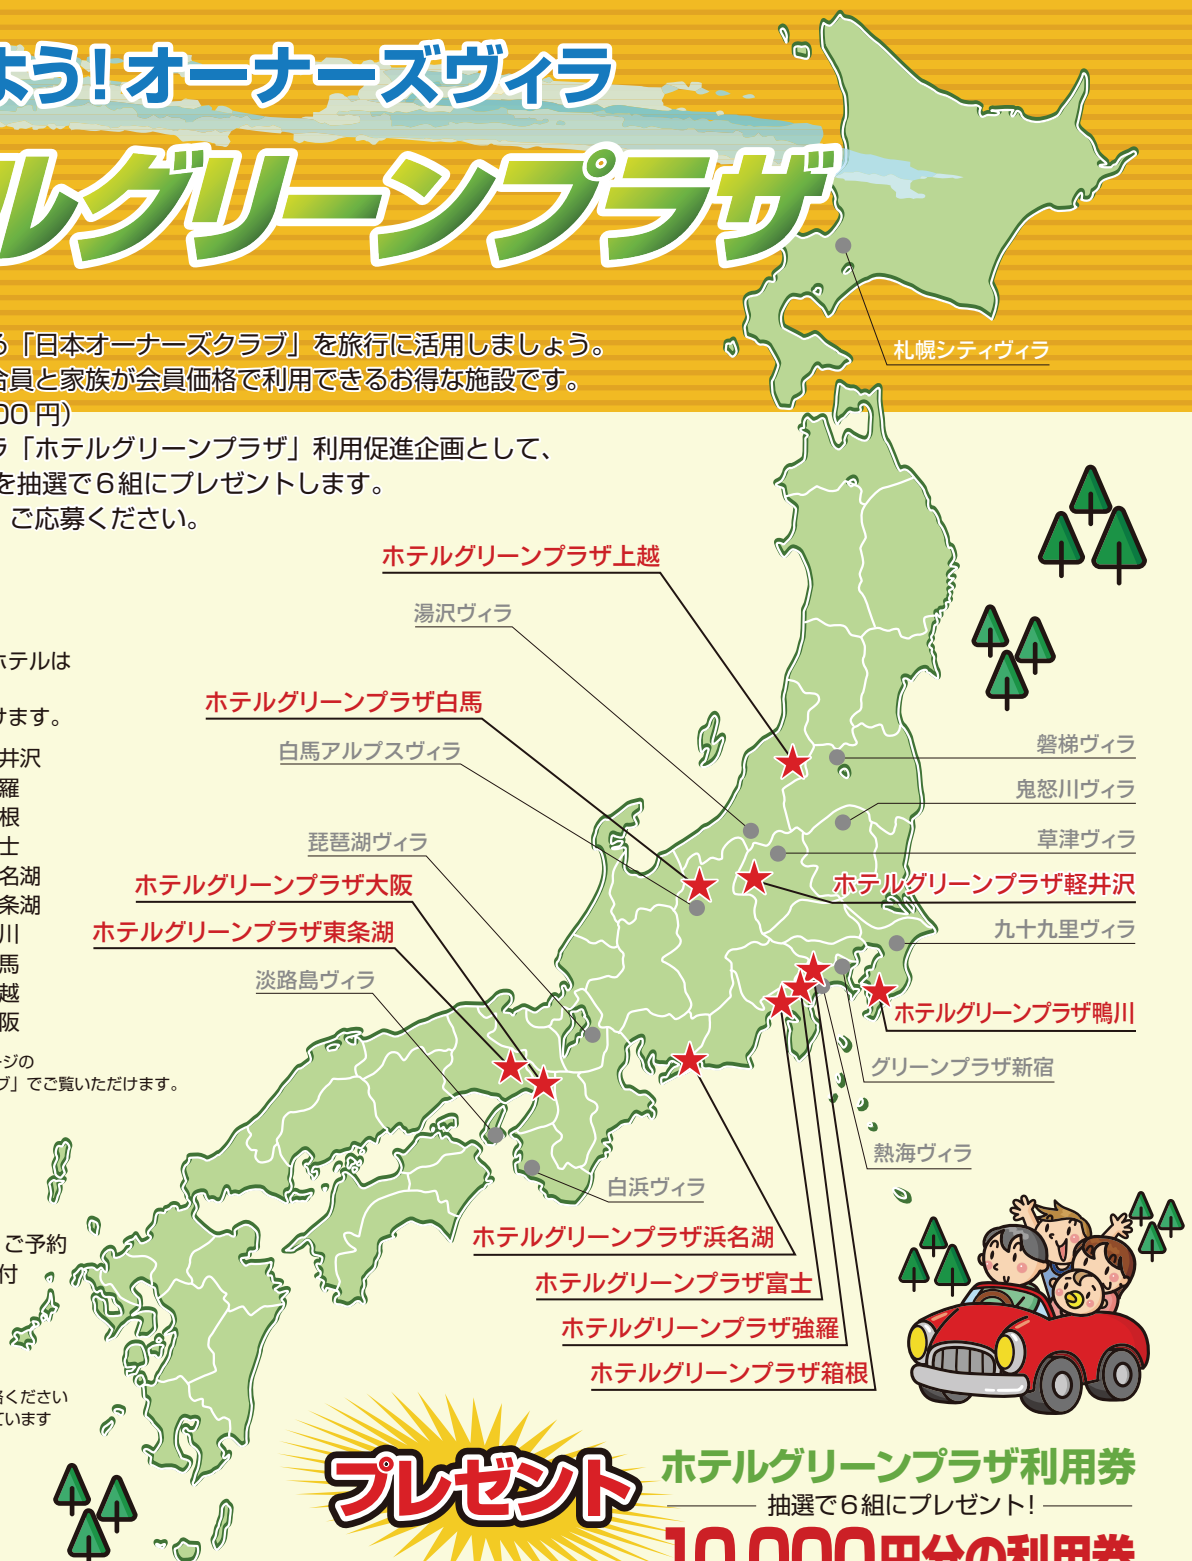 よう！オーナーズヴィラ
ルグリーンプラザ
る「日本オーナーズクラブ」を旅行に活用しましょう。
合員と家族が会員価格で利用できるお得な施設です。
00 円）
ラ「ホテルグリーンプラザ」利用促進企画として、
を抽選で６組にプレゼントします。
ご応募ください。
札幌シティヴィラ
ホテルグリーンプラザ上越
湯沢ヴィラ
ホテルは
ホテルグリーンプラザ白馬
けます。
白馬アルプスヴィラ
磐梯ヴィラ
井沢
鬼怒川ヴィラ
羅
根
琵琶湖ヴィラ
草津ヴィラ
士
名湖
ホテルグリーンプラザ大阪
ホテルグリーンプラザ軽井沢
条湖
ホテルグリーンプラザ東条湖
九十九里ヴィラ
川
馬
淡路島ヴィラ
越
ホテルグリーンプラザ鴨川
阪
ージの
グリーンプラザ新宿
ブ」でご覧いただけます。
熱海ヴィラ
白浜ヴィラ
ホテルグリーンプラザ浜名湖
ご予約
付
ホテルグリーンプラザ富士
ホテルグリーンプラザ強羅
ホテルグリーンプラザ箱根
絡ください
ています
プレゼント
ホテルグリーンプラザ利用券
抽選で６組にプレゼント！
10,000円分の利用券